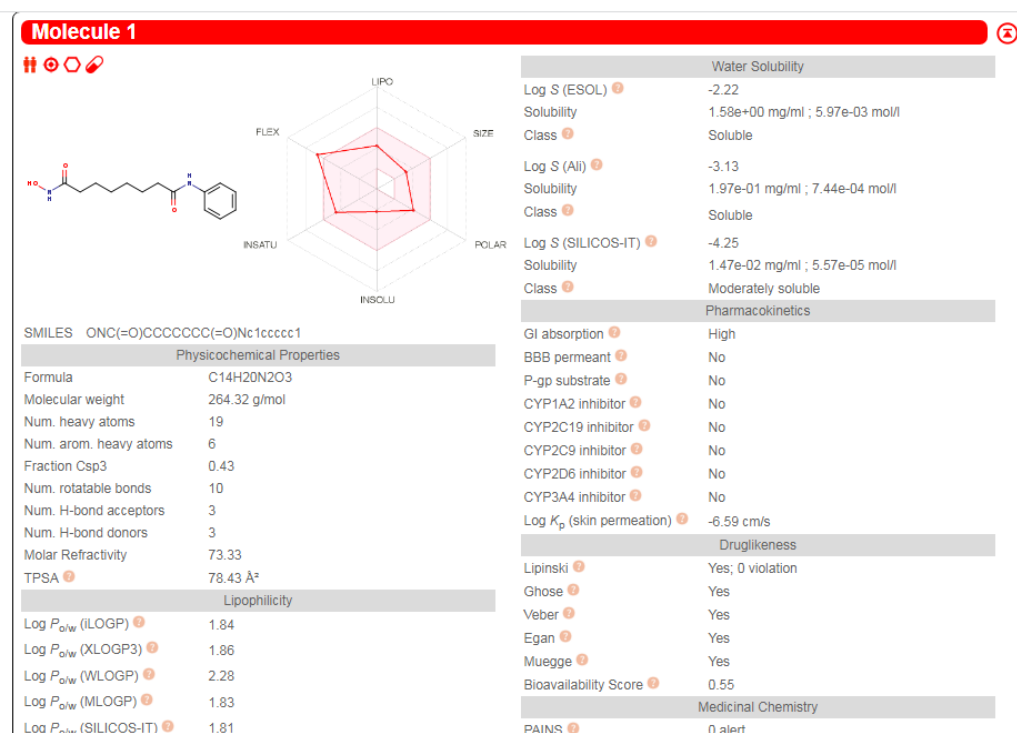 Molecule 1
LIPO
FLEX
SIZE
HO
N
H
O
O
H
N
INSATU
POLAR
INSOLU
SMILES ONC(=O)CCCCCCC(=O)Nc1ccccc1
Physicochemical Properties
Formula C14H20N2O3
Molecular weight 264.32 g/mol
Num. heavy atoms 19
Num. arom. heavy atoms 6
Fraction Csp3 0.43
Num. rotatable bonds 10
Num. H-bond acceptors 3
Num. H-bond donors 3
Molar Refractivity 73.33
TPSA ? 78.43 Å²
Lipophilicity
Log Po/w (iLOGP) ? 1.84
Log Po/w (XLOGP3) ? 1.86
Log Po/w (WLOGP) ? 2.28
Log Po/w (MLOGP) ? 1.83
Log Po/w (SILICOS-IT) ? 1.81
Water Solubility
Log S (ESOL) ? -2.22
Solubility 1.58e+00 mg/ml ; 5.97e-03 mol/l
Class ? Soluble
Log S (Ali) ? -3.13
Solubility 1.97e-01 mg/ml ; 7.44e-04 mol/l
Class ? Soluble
Log S (SILICOS-IT) ? -4.25
Solubility 1.47e-02 mg/ml ; 5.57e-05 mol/l
Class ? Moderately soluble
Pharmacokinetics
GI absorption ? High
BBB permeant ? No
P-gp substrate ? No
CYP1A2 inhibitor ? No
CYP2C19 inhibitor ? No
CYP2C9 inhibitor ? No
CYP2D6 inhibitor ? No
CYP3A4 inhibitor ? No
Log Kp (skin permeation) ? -6.59 cm/s
Druglikeness
Lipinski ? Yes; 0 violation
Ghose ? Yes
Veber ? Yes
Egan ? Yes
Muegge ? Yes
Bioavailability Score ? 0.55
Medicinal Chemistry
PAINS ? 0 alert